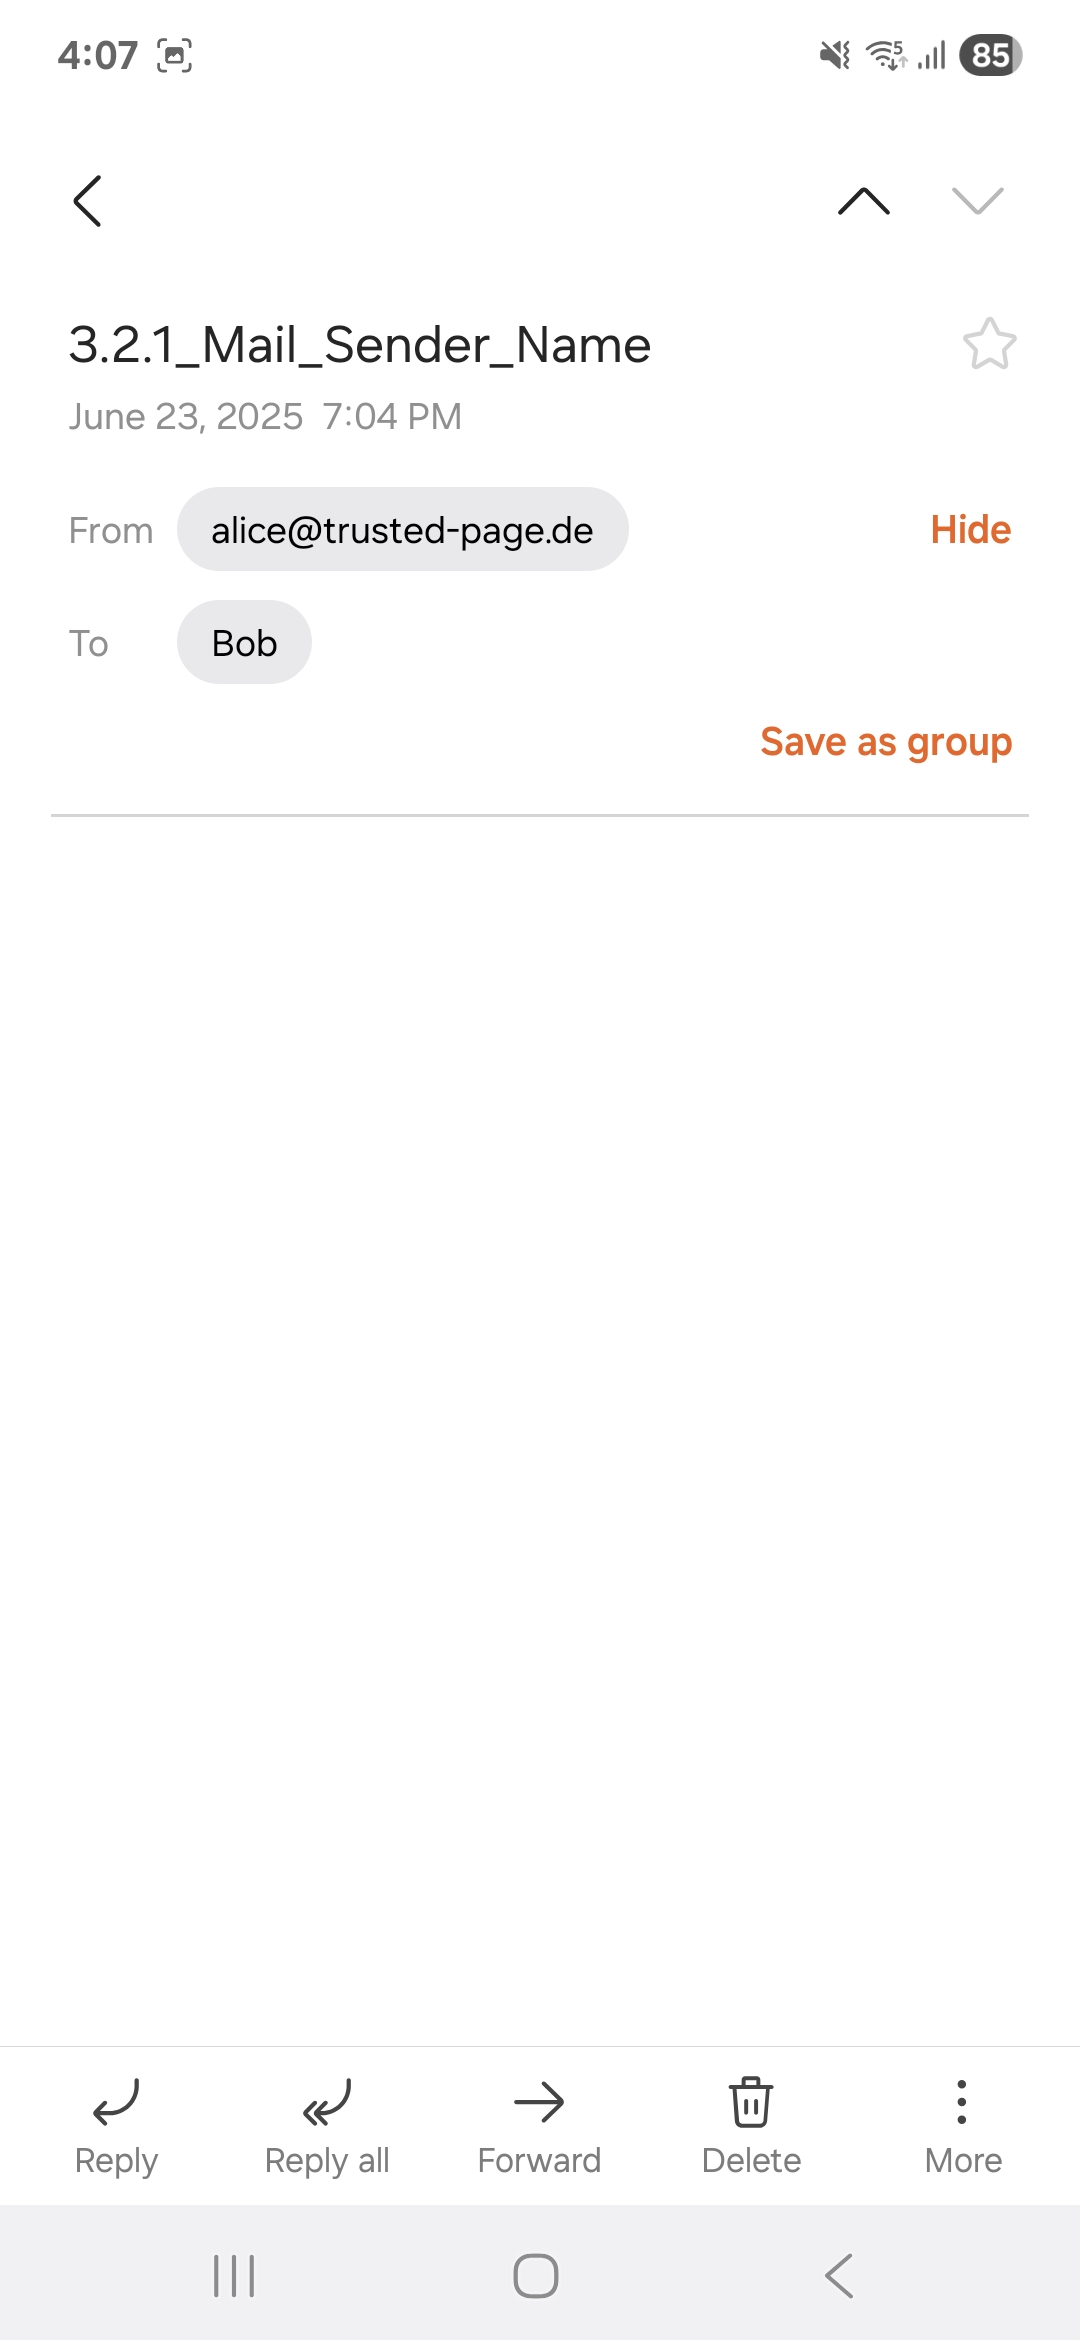 4:07
5
85
3.2.1_Mail_Sender_Name
June 23, 2025 7:04 PM
From alice@trusted-page.de Hide
To Bob
Save as group
Reply Reply all Forward Delete More